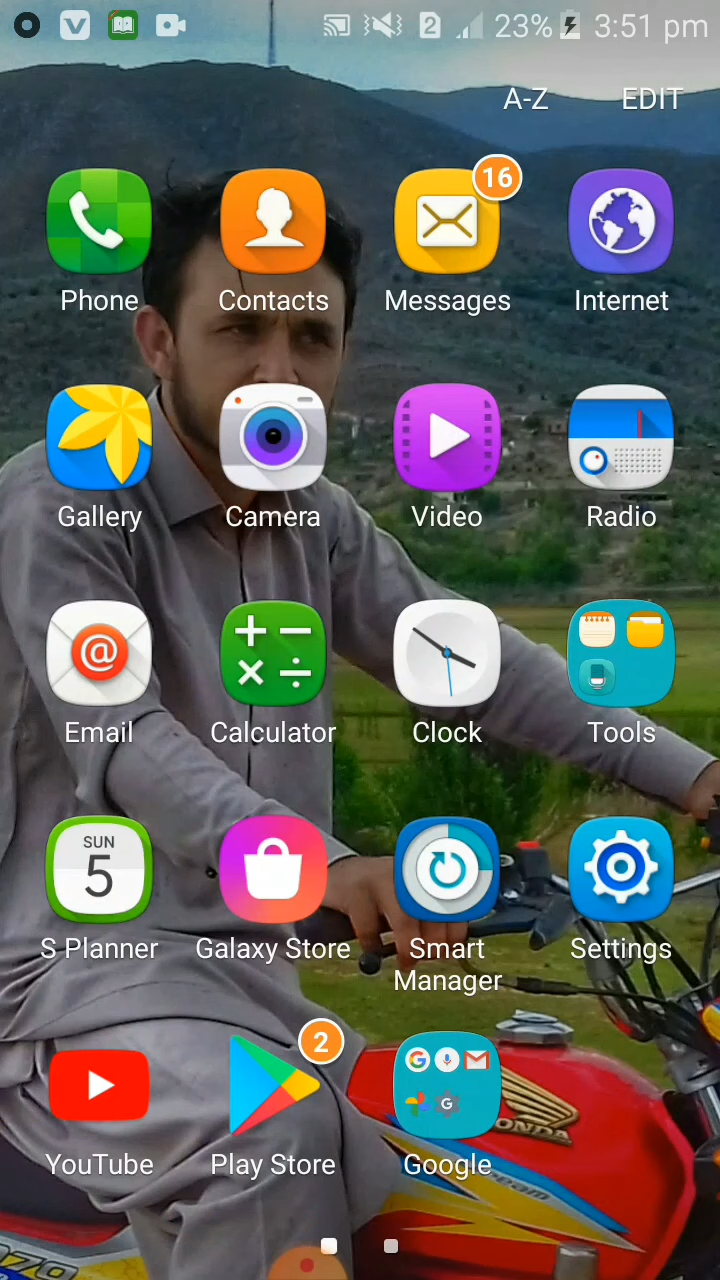 2 23% 3:51 pm
A-Z EDIT
16
Phone Contacts Messages Internet
Gallery Camera Video Radio
Email Calculator Clock Tools
SUN
5
S Planner Galaxy Store Smart Manager Settings
2
YouTube Play Store Google
HONDA